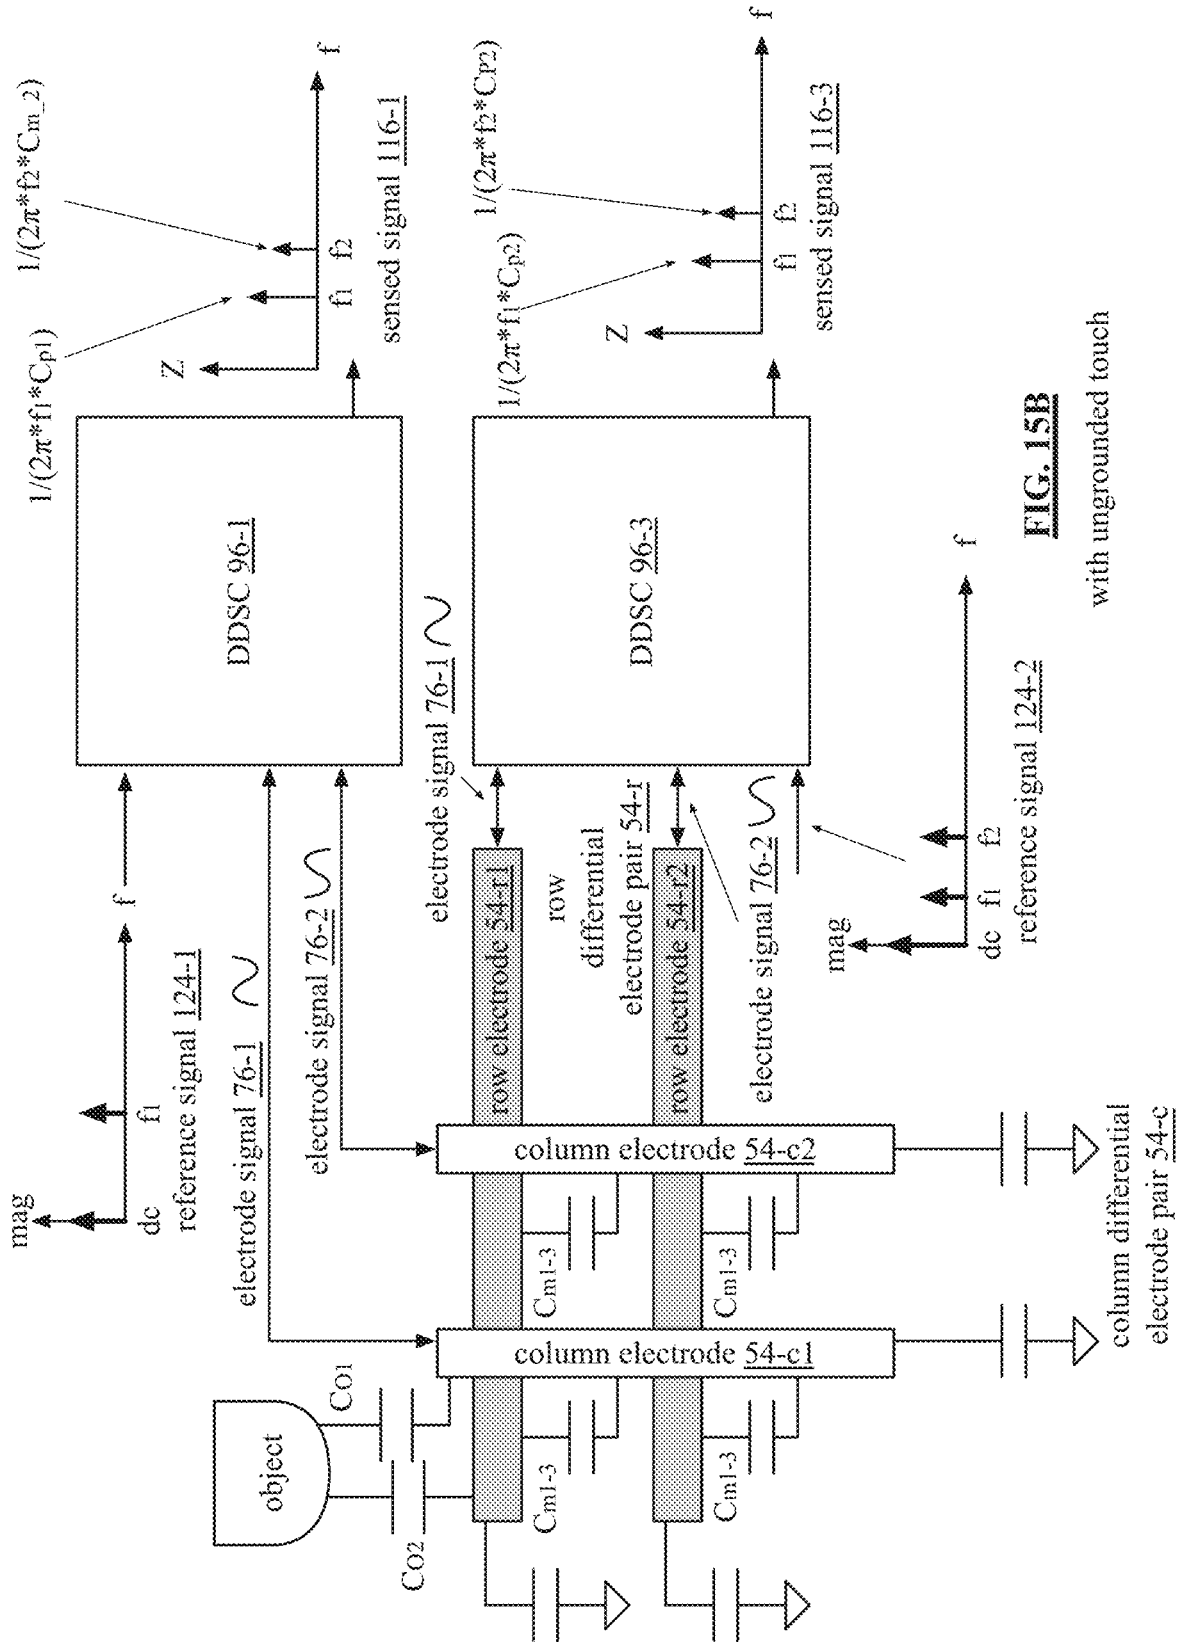 mag
dc
f1
f
reference signal 124-1
electrode signal 76-1
electrode signal 76-2
DDSC 96-1
Z
f1
f2
f
1/(2π*f1*Cp1)
1/(2π*f2*Cm_2)
sensed signal 116-1
object
CO1
CO2
electrode signal 76-1
row electrode 54-r1
row
differential
electrode pair 54-r
row electrode 54-r2
electrode signal 76-2
DDSC 96-3
1/(2π*f1*Cp2)
1/(2π*f2*CP2)
Z
f1
f2
f
sensed signal 116-3
column electrode 54-c1
column electrode 54-c2
Cm1-3
Cm1-3
Cm1-3
Cm1-3
mag
dc
f1
f2
f
reference signal 124-2
column differential
electrode pair 54-c
FIG. 15B
with ungrounded touch